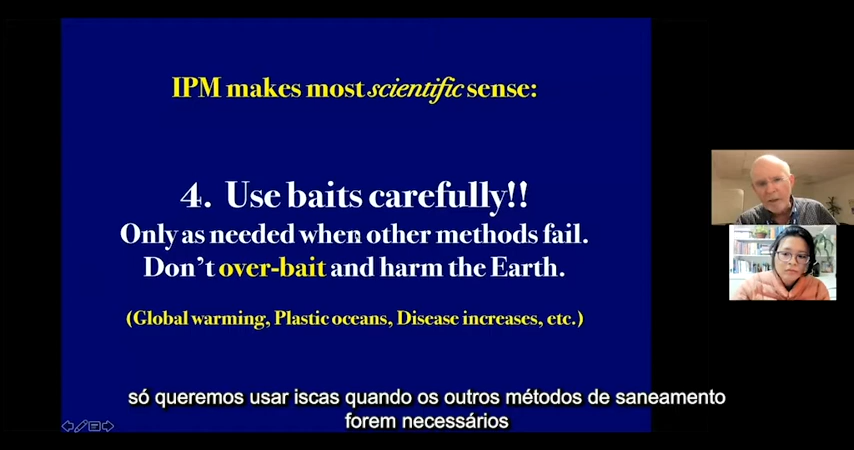 IPM makes most scientific sense:
4. Use baits carefully!!
Only as needed when other methods fail.
Don't over-bait and harm the Earth.
(Global warming, Plastic oceans, Disease increases, etc.)
só queremos usar iscas quando os outros métodos de saneamento
forem necessários